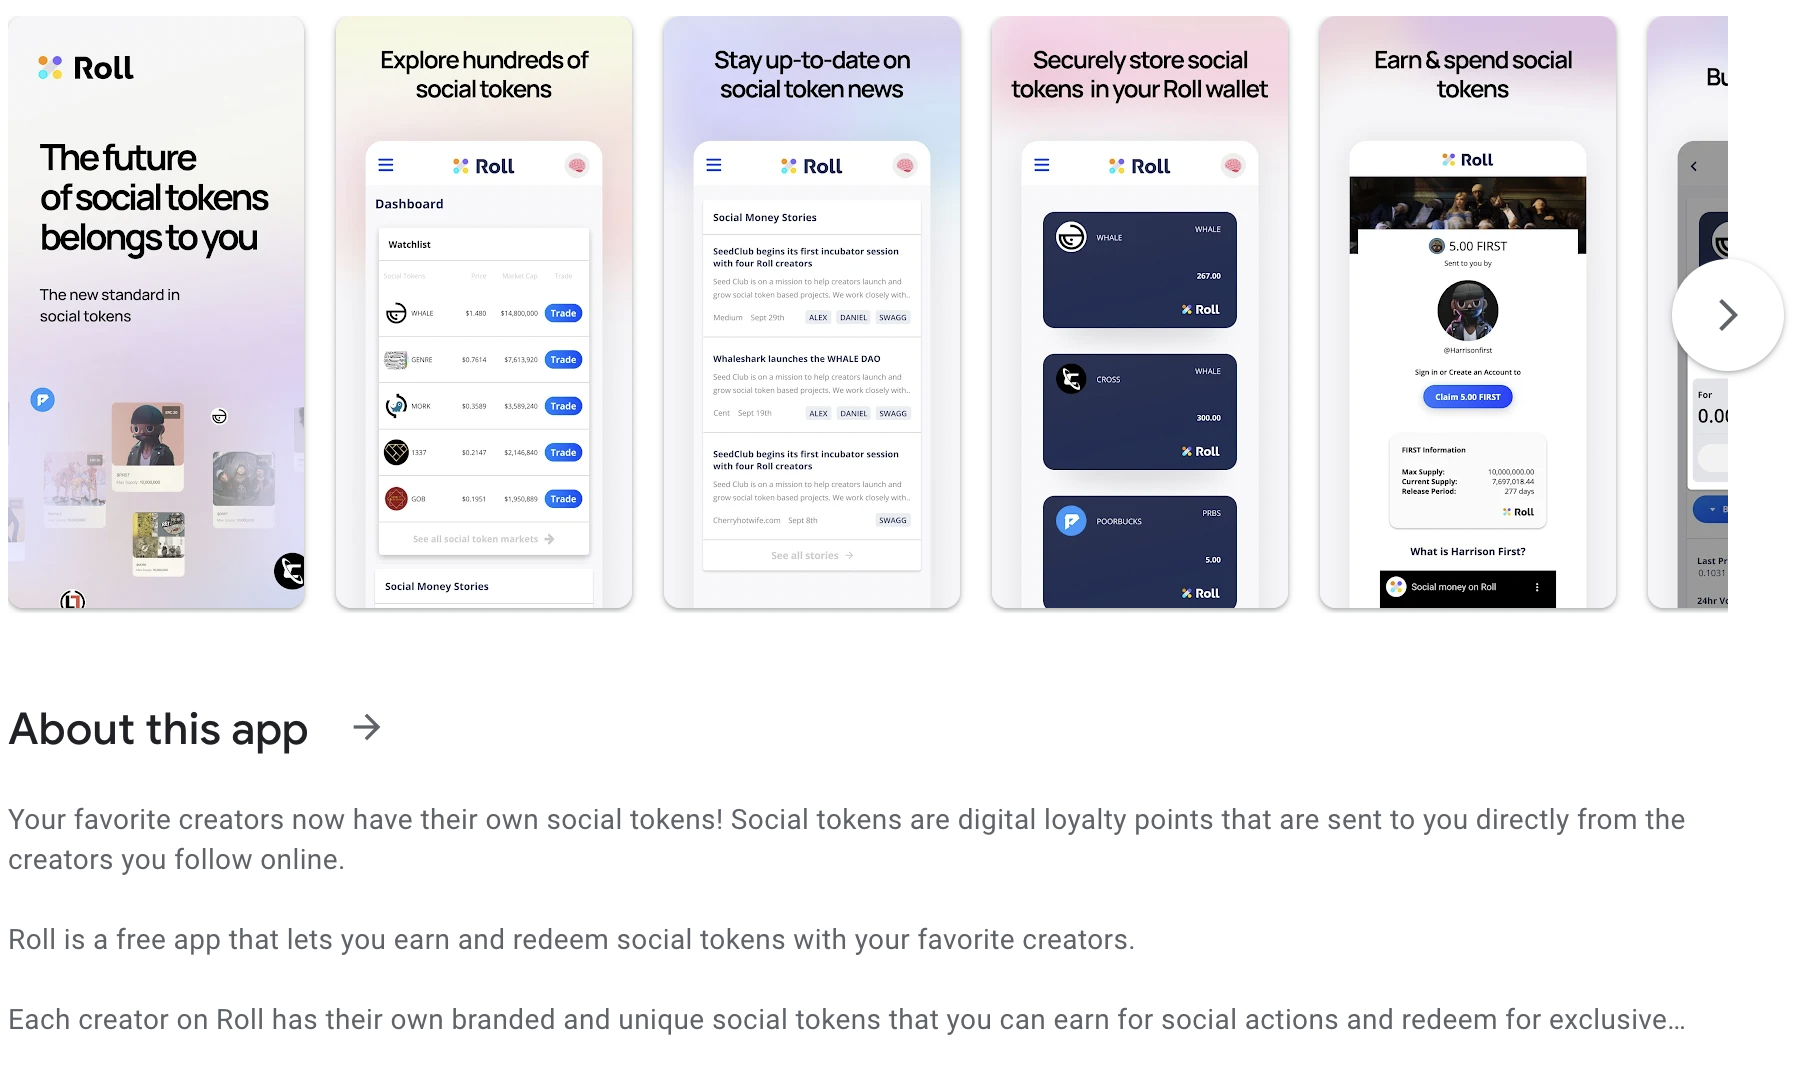 Roll
The future
of social tokens
belongs to you
The new standard in
social tokens
Explore hundreds of
social tokens
Roll
Dashboard
Watchlist
Social Tokens Price Market Cap Trade
WHALE $1.480 $14,800,000 Trade
GENRE $0.7614 $7,613,920 Trade
MORK $0.3589 $3,589,240 Trade
1337 $0.2147 $2,146,840 Trade
GOB $0.1951 $1,950,889 Trade
See all social token markets
Social Money Stories
Stay up-to-date on
social token news
Roll
Social Money Stories
SeedClub begins its first incubator session
with four Roll creators
Seed Club is on a mission to help creators launch and
grow social token based projects. We work closely with..
Medium Sept 29th ALEX DANIEL SWAGG
Whaleshark launches the WHALE DAO
Seed Club is on a mission to help creators launch and
grow social token based projects. We work closely with..
Cent Sept 19th ALEX DANIEL SWAGG
SeedClub begins its first incubator session
with four Roll creators
Seed Club is on a mission to help creators launch and
grow social token based projects. We work closely with..
Cherryhotwife.com Sept 8th SWAGG
See all stories
Securely store social
tokens in your Roll wallet
Roll
WHALE WHALE
267.00
Roll
CROSS WHALE
300.00
Roll
POORBUCKS PRBS
5.00
Roll
Earn & spend social
tokens
Roll
5.00 FIRST
Sent to you by
@Harrisonfirst
Sign in or Create an Account to
Claim 5.00 FIRST
FIRST Information
Max Supply: 10,000,000.00
Current Supply: 7,697,018.44
Release Period: 277 days
Roll
What is Harrison First?
Social money on Roll
Bu
For
0.00
B
Last Pr
0.1031
24hr Vo
About this app
Your favorite creators now have their own social tokens! Social tokens are digital loyalty points that are sent to you directly from the
creators you follow online.
Roll is a free app that lets you earn and redeem social tokens with your favorite creators.
Each creator on Roll has their own branded and unique social tokens that you can earn for social actions and redeem for exclusive…